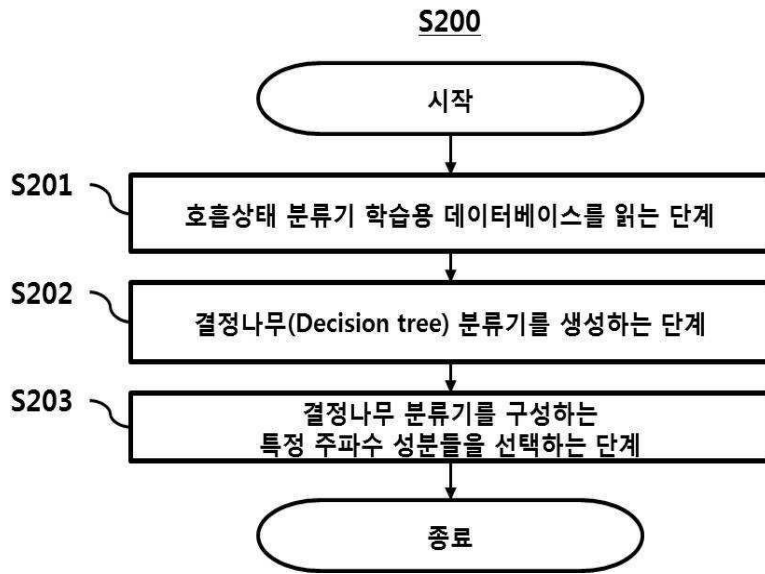 S200
시작
S201
호흡상태 분류기 학습용 데이터베이스를 읽는 단계
S202
결정나무(Decision tree) 분류기를 생성하는 단계
S203
결정나무 분류기를 구성하는
특정 주파수 성분들을 선택하는 단계
종료